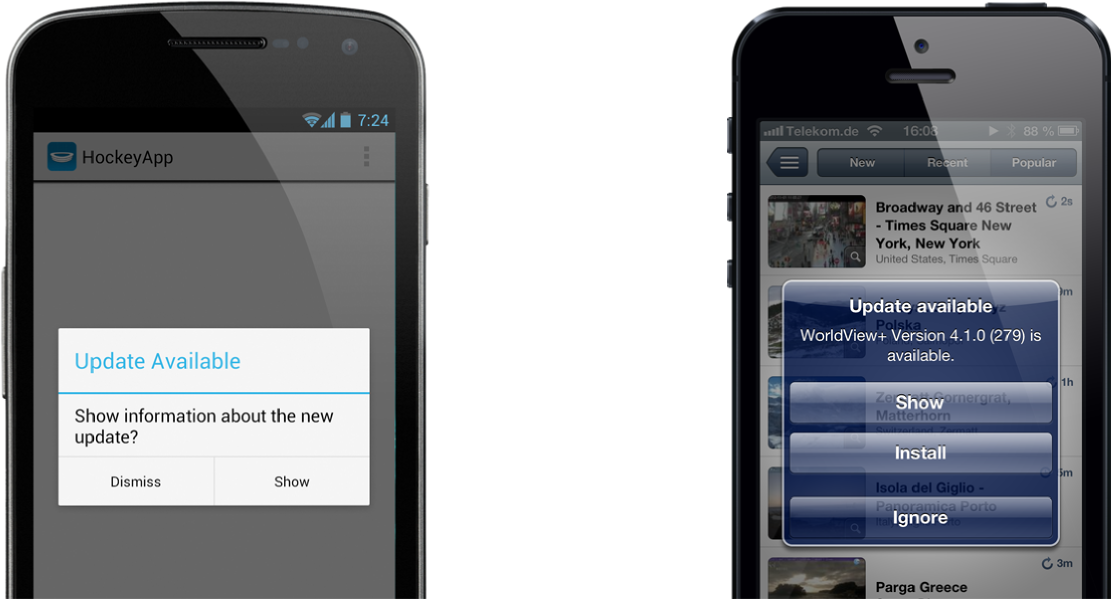 7:24
HockeyApp
Update Available
Show information about the new
update?
Dismiss
Show
Telekom.de
16:08
88 %
New
Recent
Popular
Broadway and 46 Street
- Times Square New
York, New York
United States, Times Square
2s
Polska
Update available
WorldView+ Version 4.1.0 (279) is
available.
1h
Zermatt Gornergrat,
Matterhorn
Switzerland, Zermatt
Show
Install
Isola del Giglio -
Panoramica Porto
Ignore
3m
Parga Greece